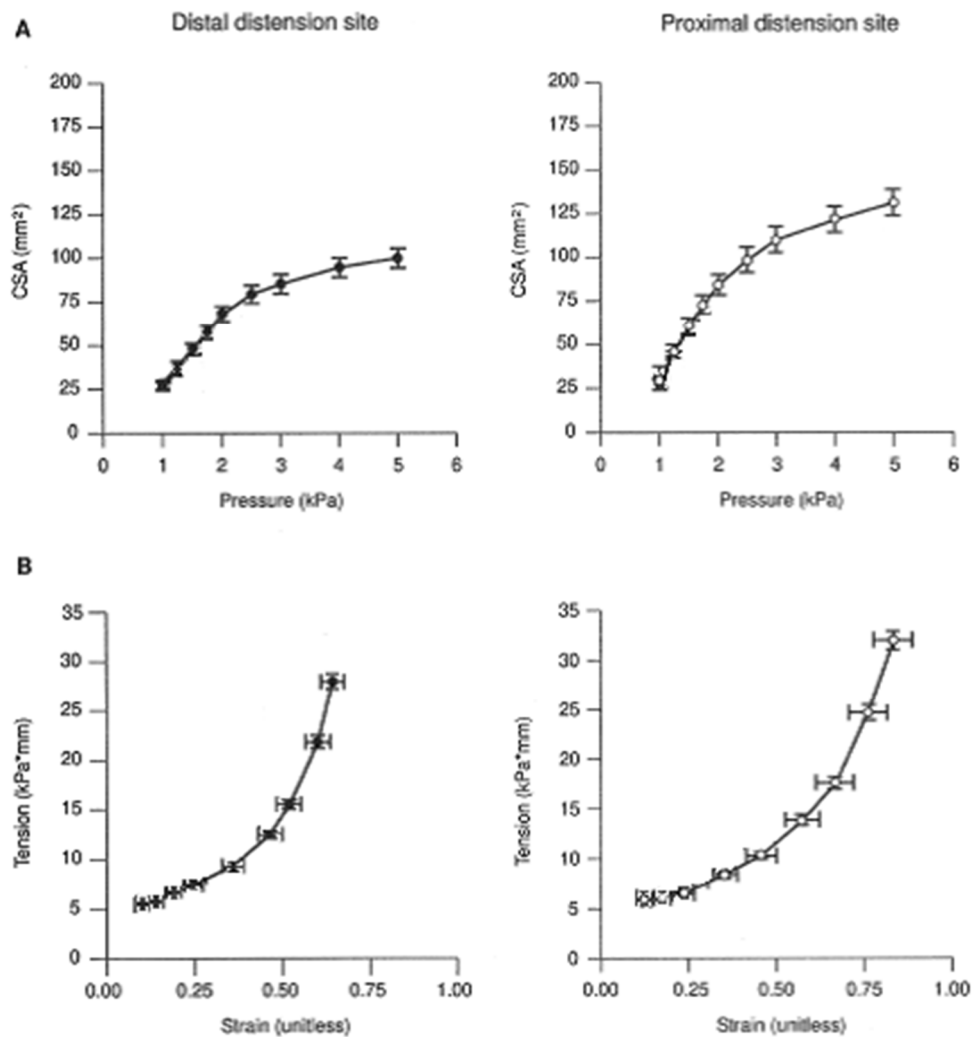 A
Distal distension site
Proximal distension site
200
175
150
125
100
75
50
25
0
CSA (mm²)
0 1 2 3 4 5 6
Pressure (kPa)
200
175
150
125
100
75
50
25
0
CSA (mm²)
0 1 2 3 4 5 6
Pressure (kPa)
B
35
30
25
20
15
10
5
0
Tension (kPa*mm)
0.00 0.25 0.50 0.75 1.00
Strain (unitless)
35
30
25
20
15
10
5
0
Tension (kPa*mm)
0.00 0.25 0.50 0.75 1.00
Strain (unitless)